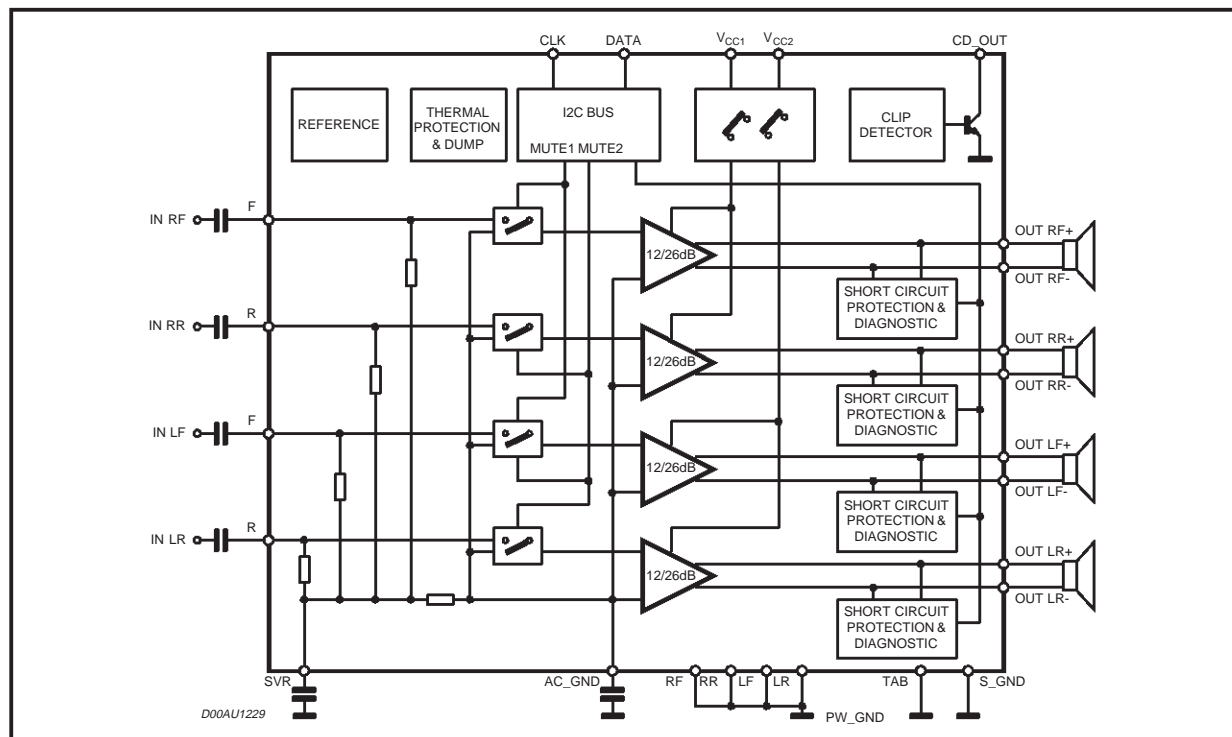 CLK DATA VCC1 VCC2 CD_OUT
REFERENCE
THERMAL
PROTECTION
& DUMP
I2C BUS
MUTE1 MUTE2
CLIP
DETECTOR
IN RF
F
12/26dB
OUT RF+
OUT RF-
SHORT CIRCUIT
PROTECTION &
DIAGNOSTIC
IN RR
R
12/26dB
OUT RR+
OUT RR-
SHORT CIRCUIT
PROTECTION &
DIAGNOSTIC
IN LF
F
12/26dB
OUT LF+
OUT LF-
SHORT CIRCUIT
PROTECTION &
DIAGNOSTIC
IN LR
R
12/26dB
OUT LR+
OUT LR-
SHORT CIRCUIT
PROTECTION &
DIAGNOSTIC
SVR AC_GND RF RR LF LR TAB S_GND
PW_GND
D00AU1229